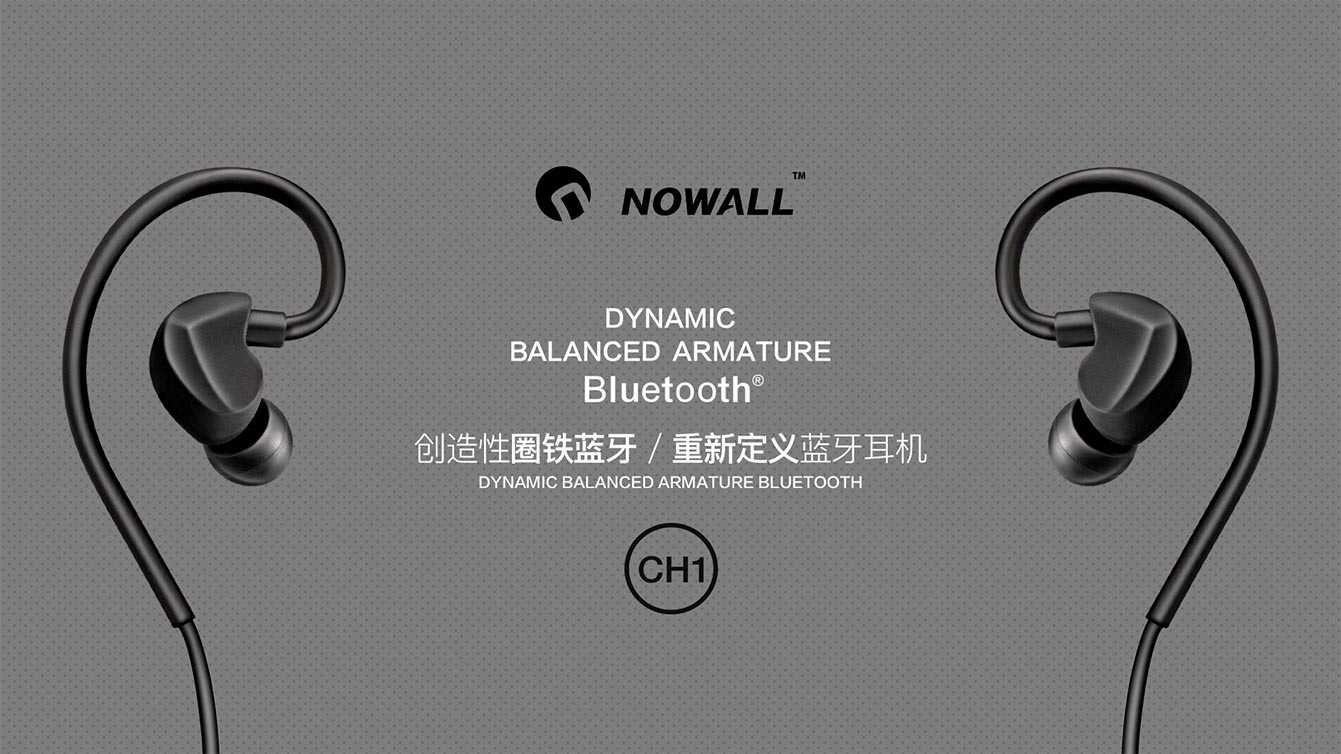 NOWALL™
DYNAMIC
BALANCED ARMATURE
Bluetooth®
创造性圈铁蓝牙 / 重新定义蓝牙耳机
DYNAMIC BALANCED ARMATURE BLUETOOTH
CH1